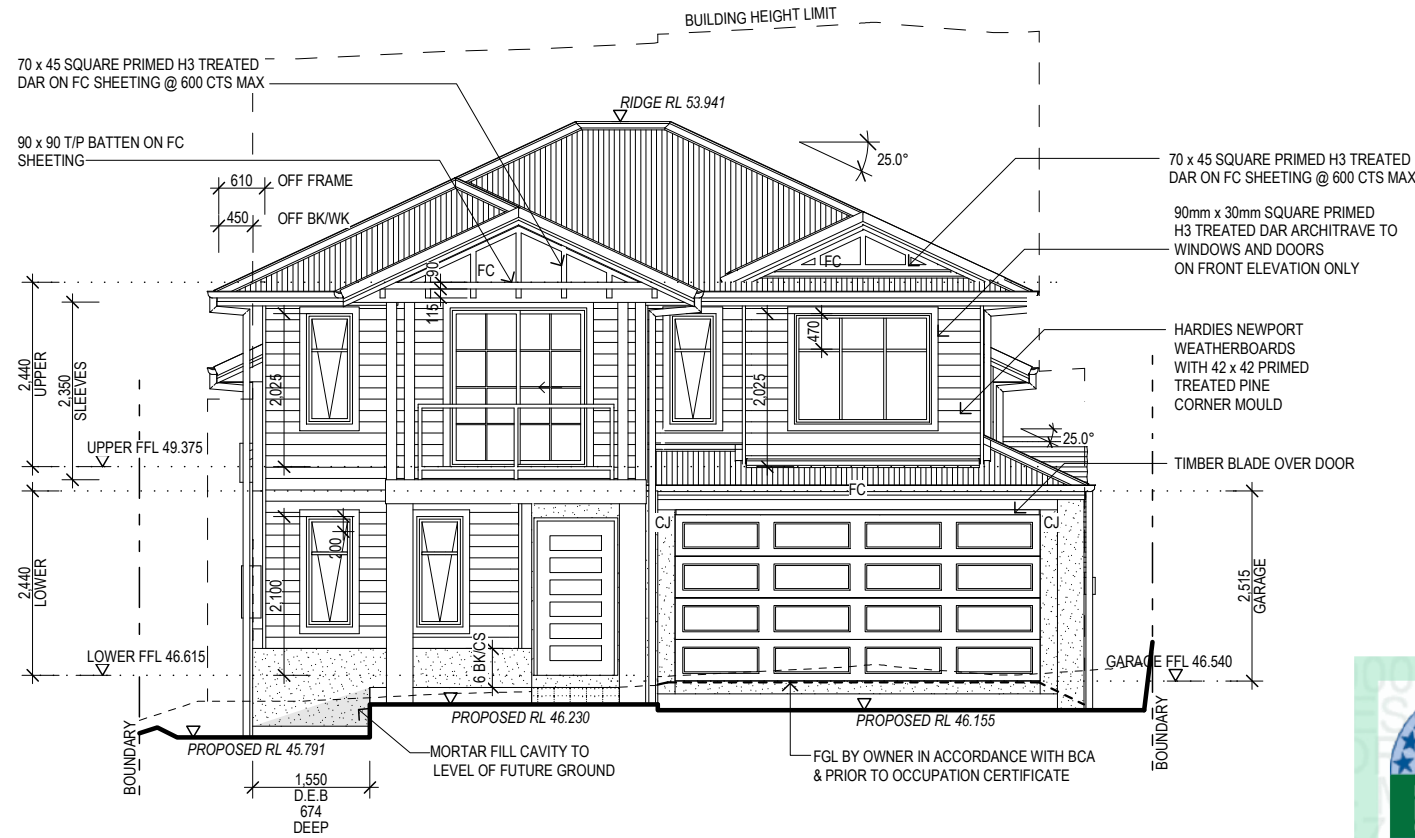 BUILDING HEIGHT LIMIT
70 x 45 SQUARE PRIMED H3 TREATED
DAR ON FC SHEETING @ 600 CTS MAX
RIDGE RL 53.941
90 x 90 T/P BATTEN ON FC
SHEETING
25.0°
70 x 45 SQUARE PRIMED H3 TREATED
DAR ON FC SHEETING @ 600 CTS MAX
610 OFF FRAME
450 OFF BK/WK
90mm x 30mm SQUARE PRIMED
H3 TREATED DAR ARCHITRAVE TO
WINDOWS AND DOORS
ON FRONT ELEVATION ONLY
FC
FC
90
115
470
HARDIES NEWPORT
WEATHERBOARDS
WITH 42 x 42 PRIMED
TREATED PINE
CORNER MOULD
2,440
UPPER
2,350
SLEEVES
2,025
2,025
UPPER FFL 49.375
25.0°
TIMBER BLADE OVER DOOR
FC
CJ
CJ
2,440
LOWER
200
2,100
2,515
GARAGE
6 BK/CS
LOWER FFL 46.615
GARAGE FFL 46.540
PROPOSED RL 46.230
PROPOSED RL 46.155
PROPOSED RL 45.791
BOUNDARY
BOUNDARY
MORTAR FILL CAVITY TO
LEVEL OF FUTURE GROUND
FGL BY OWNER IN ACCORDANCE WITH BCA
& PRIOR TO OCCUPATION CERTIFICATE
1,550
D.E.B
674
DEEP